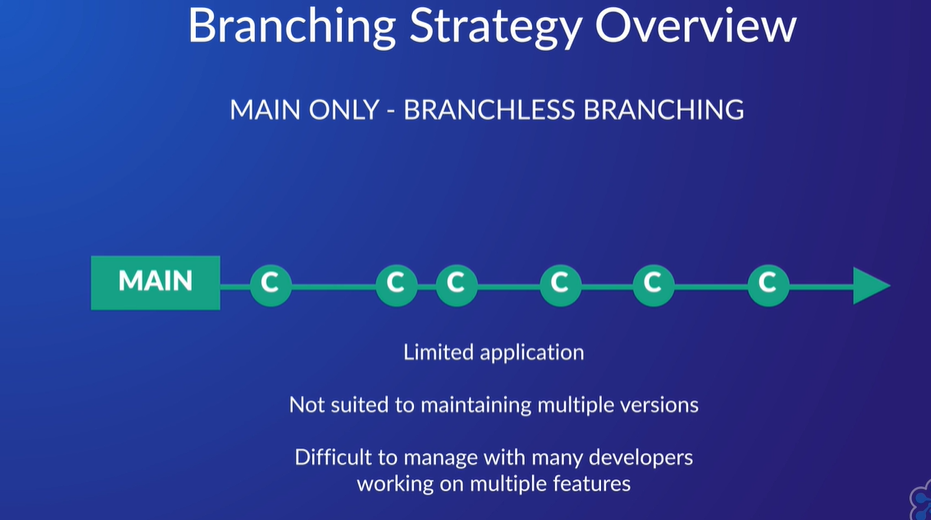 Branching Strategy Overview
MAIN ONLY - BRANCHLESS BRANCHING
MAIN C C C C C C
Limited application
Not suited to maintaining multiple versions
Difficult to manage with many developers
working on multiple features